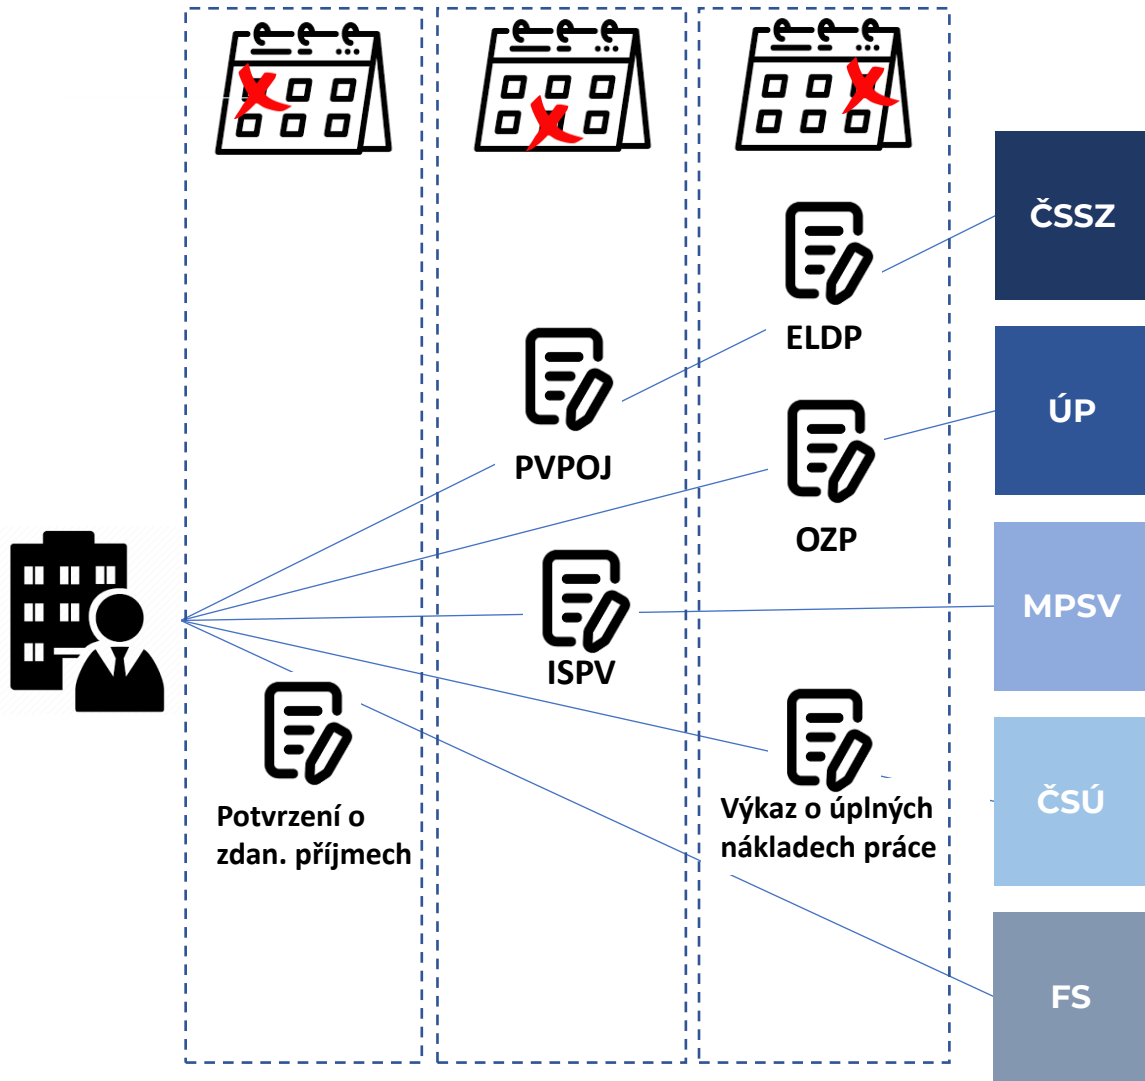 ČSSZ
ELDP
ÚP
PVPOJ
OZP
MPSV
ISPV
Potvrzení o
zdan. příjmech
Výkaz o úplných
nákladech práce
ČSÚ
FS